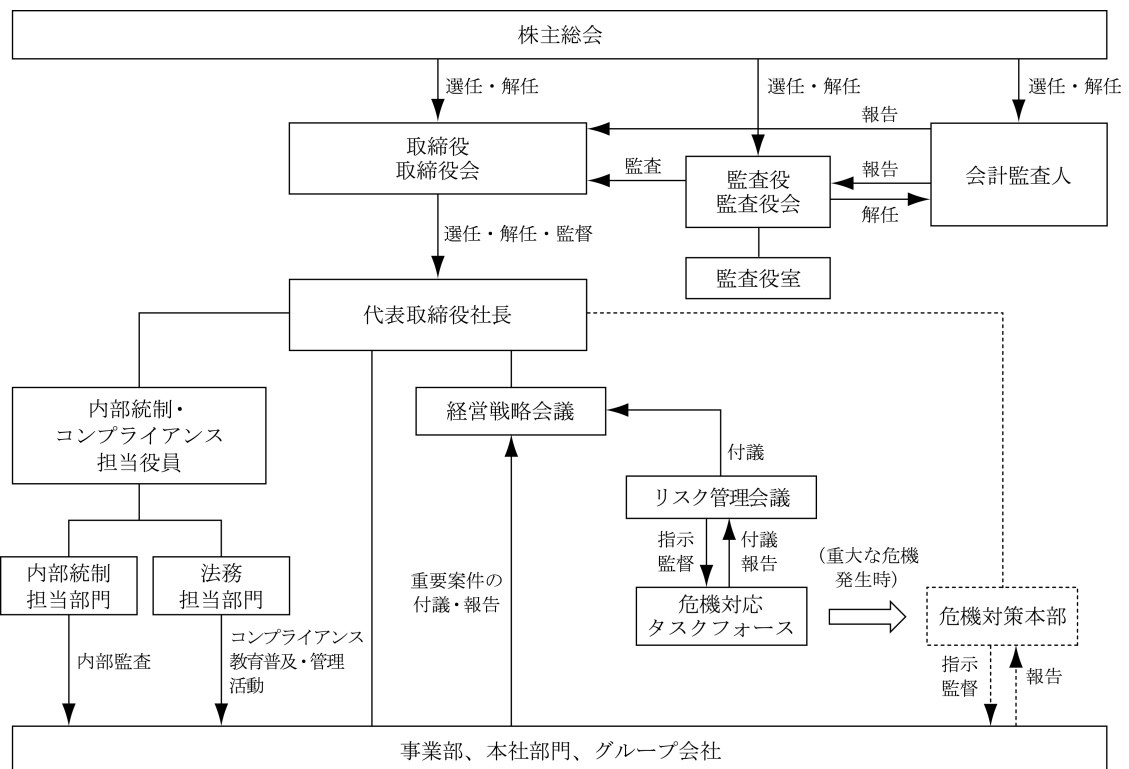 株主総会
選任・解任
選任・解任
選任・解任
報告
取締役
取締役会
監査
監査役
監査役会
報告
解任
会計監査人
選任・解任・監督
監査役室
代表取締役社長
内部統制・
コンプライアンス
担当役員
経営戦略会議
付議
リスク管理会議
指示
監督
付議
報告
(重大な危機
発生時)
内部統制
担当部門
法務
担当部門
重要案件の
付議・報告
危機対応
タスクフォース
危機対策本部
内部監査
コンプライアンス
教育普及・管理
活動
指示
監督
報告
事業部、本社部門、グループ会社